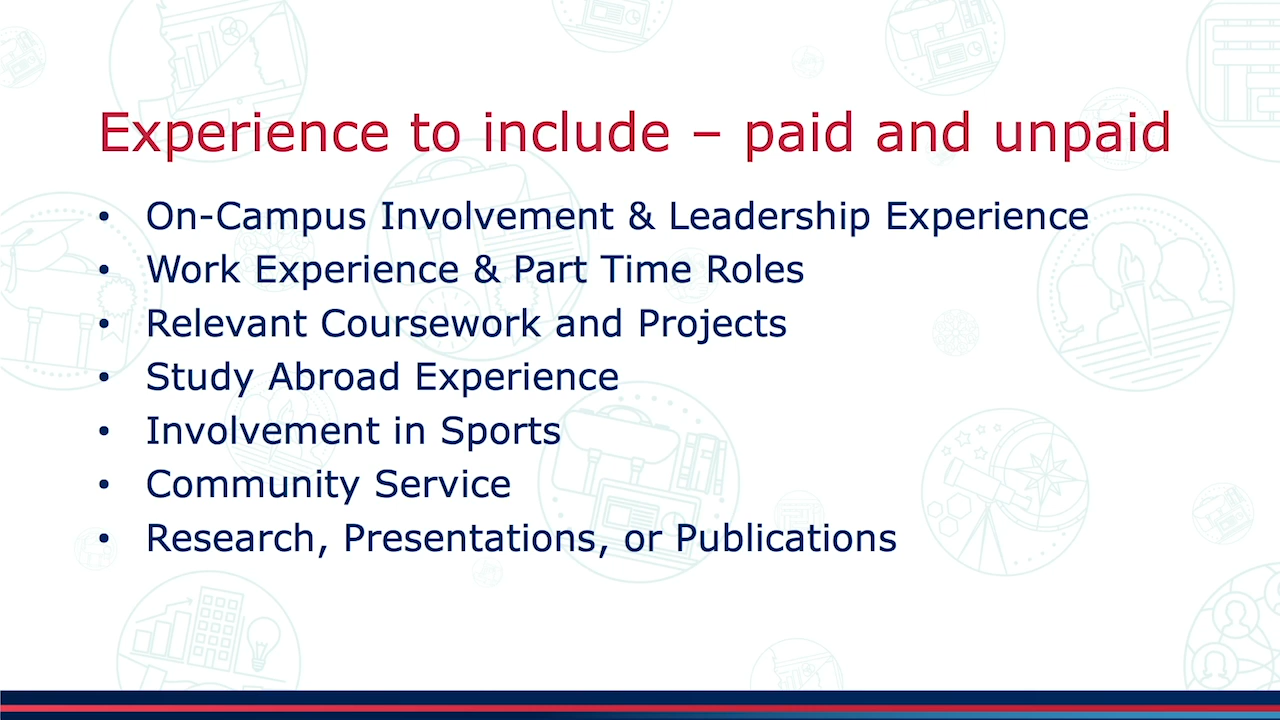 Experience to include – paid and unpaid
• On-Campus Involvement & Leadership Experience
• Work Experience & Part Time Roles
• Relevant Coursework and Projects
• Study Abroad Experience
• Involvement in Sports
• Community Service
• Research, Presentations, or Publications